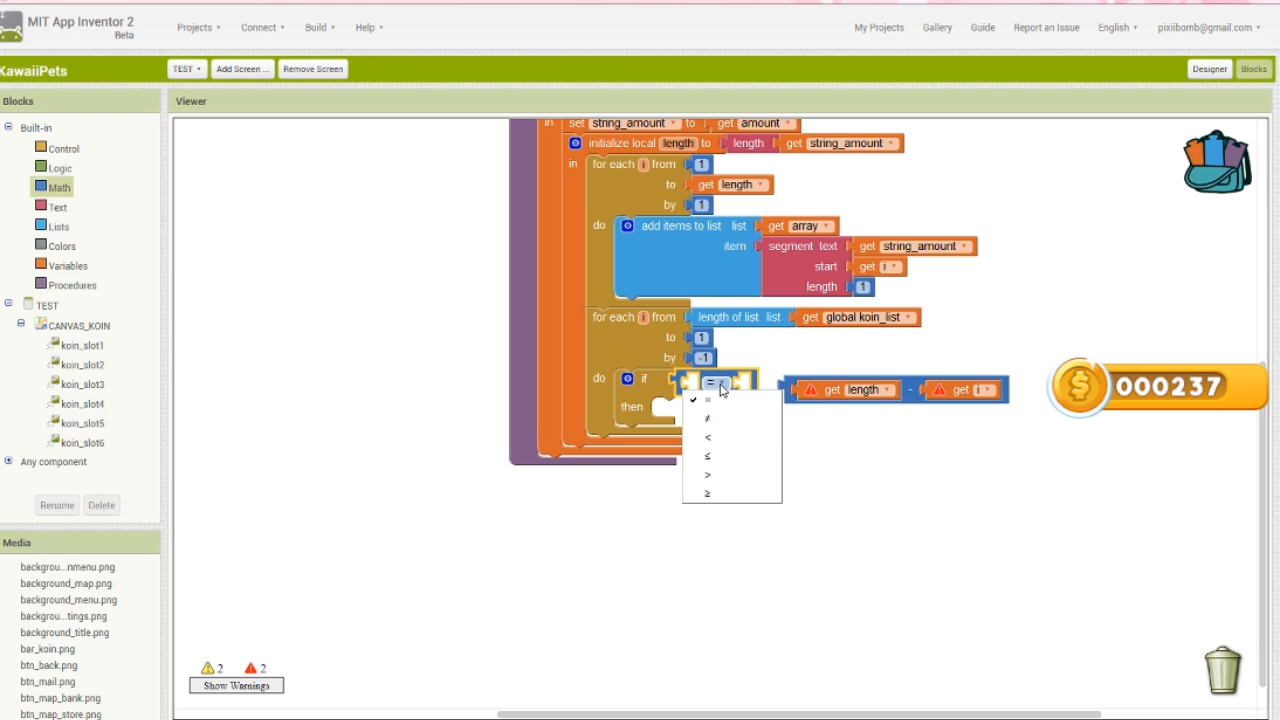 MIT App Inventor 2
Beta
Projects Connect Build Help
My Projects Gallery Guide Report an Issue English pixiibomb@gmail.com
KawaiiPets
TEST Add Screen ... Remove Screen
Designer Blocks
Blocks
Viewer
Built-in
Control
Logic
Math
Text
Lists
Colors
Variables
Procedures
TEST
CANVAS_KOIN
koin_slot1
koin_slot2
koin_slot3
koin_slot4
koin_slot5
koin_slot6
Any component
Rename Delete
Media
backgrou...nmenu.png
background_map.png
background_menu.png
backgrou...tings.png
background_title.png
bar_koin.png
btn_back.png
btn_mail.png
btn_map_bank.png
btn_map_store.png
in set string_amount to get amount
initialize local length to length get string_amount
in for each i from 1
to get length
by 1
do add items to list list get array
item segment text get string_amount
start get i
length 1
for each i from length of list list get global koin_list
to 1
by -1
do if =
get length - get i
then
=
≠
<
≤
>
≥
$ 000237
2 2
Show Warnings